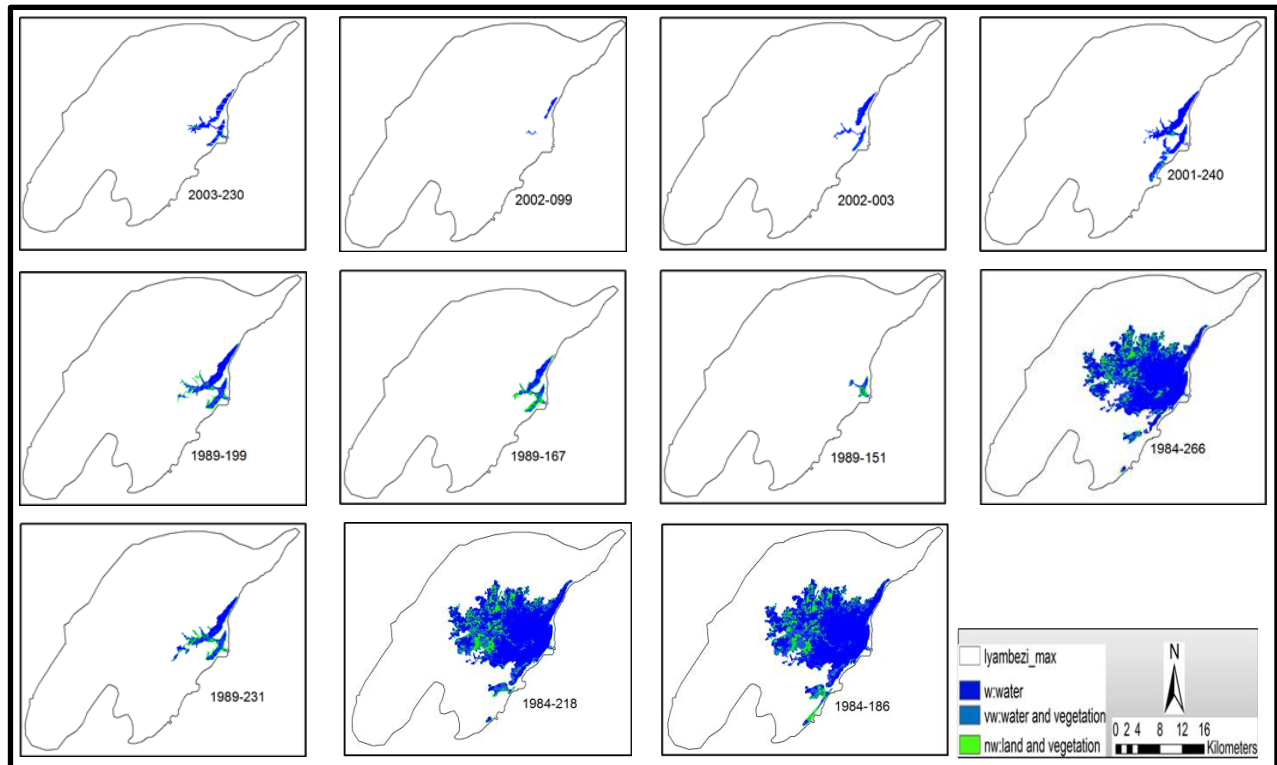 2003-230
2002-099
2002-003
2001-240
1989-199
1989-167
1989-151
1984-266
1989-231
1984-218
1984-186
lyambezi_max
w:water
vw:water and vegetation
nw:land and vegetation
N
0 2 4 8 12 16
Kilometers